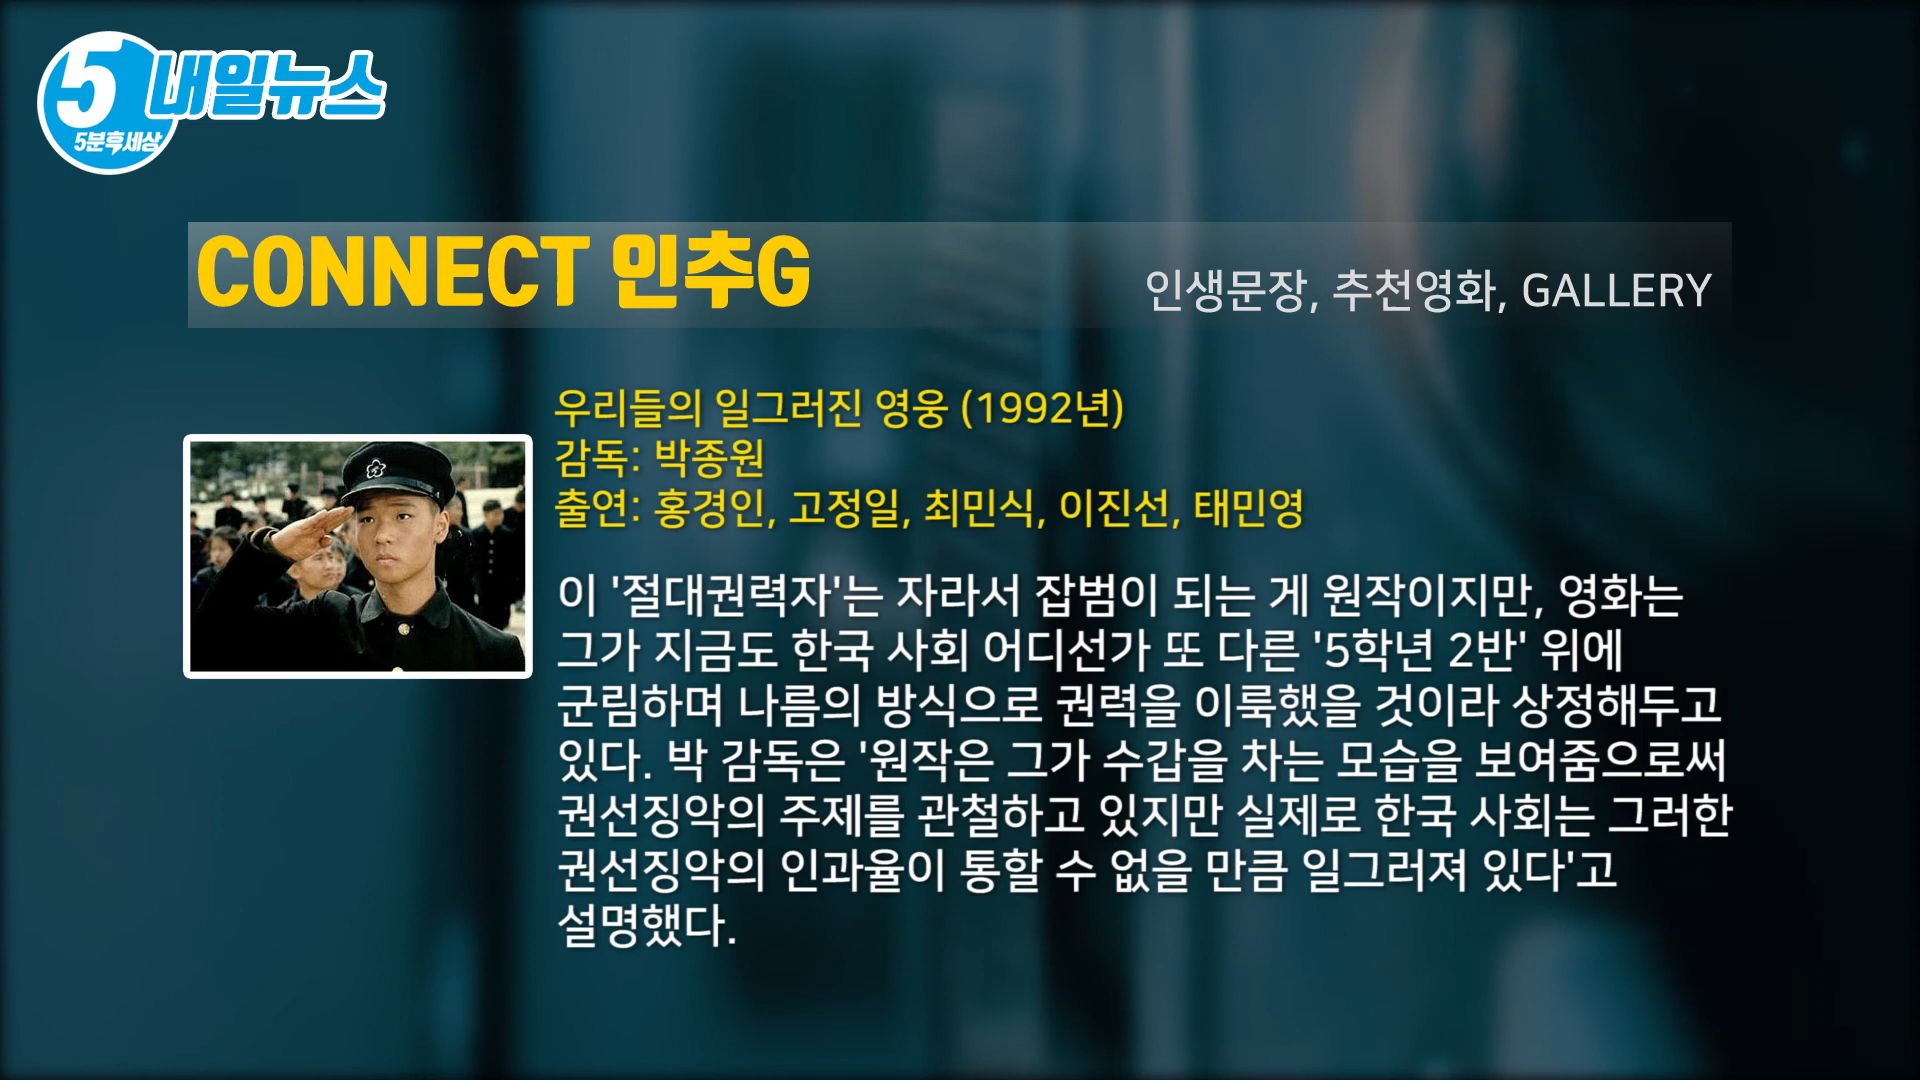 5
내일뉴스
5분후세상
CONNECT 인추G
인생문장, 추천영화, GALLERY
우리들의 일그러진 영웅 (1992년)
감독: 박종원
출연: 홍경인, 고정일, 최민식, 이진선, 태민영
이 '절대권력자'는 자라서 잡범이 되는 게 원작이지만, 영화는
그가 지금도 한국 사회 어디선가 또 다른 '5학년 2반' 위에
군림하며 나름의 방식으로 권력을 이룩했을 것이라 상정해두고
있다. 박 감독은 '원작은 그가 수갑을 차는 모습을 보여줌으로써
권선징악의 주제를 관철하고 있지만 실제로 한국 사회는 그러한
권선징악의 인과율이 통할 수 없을 만큼 일그러져 있다'고
설명했다.